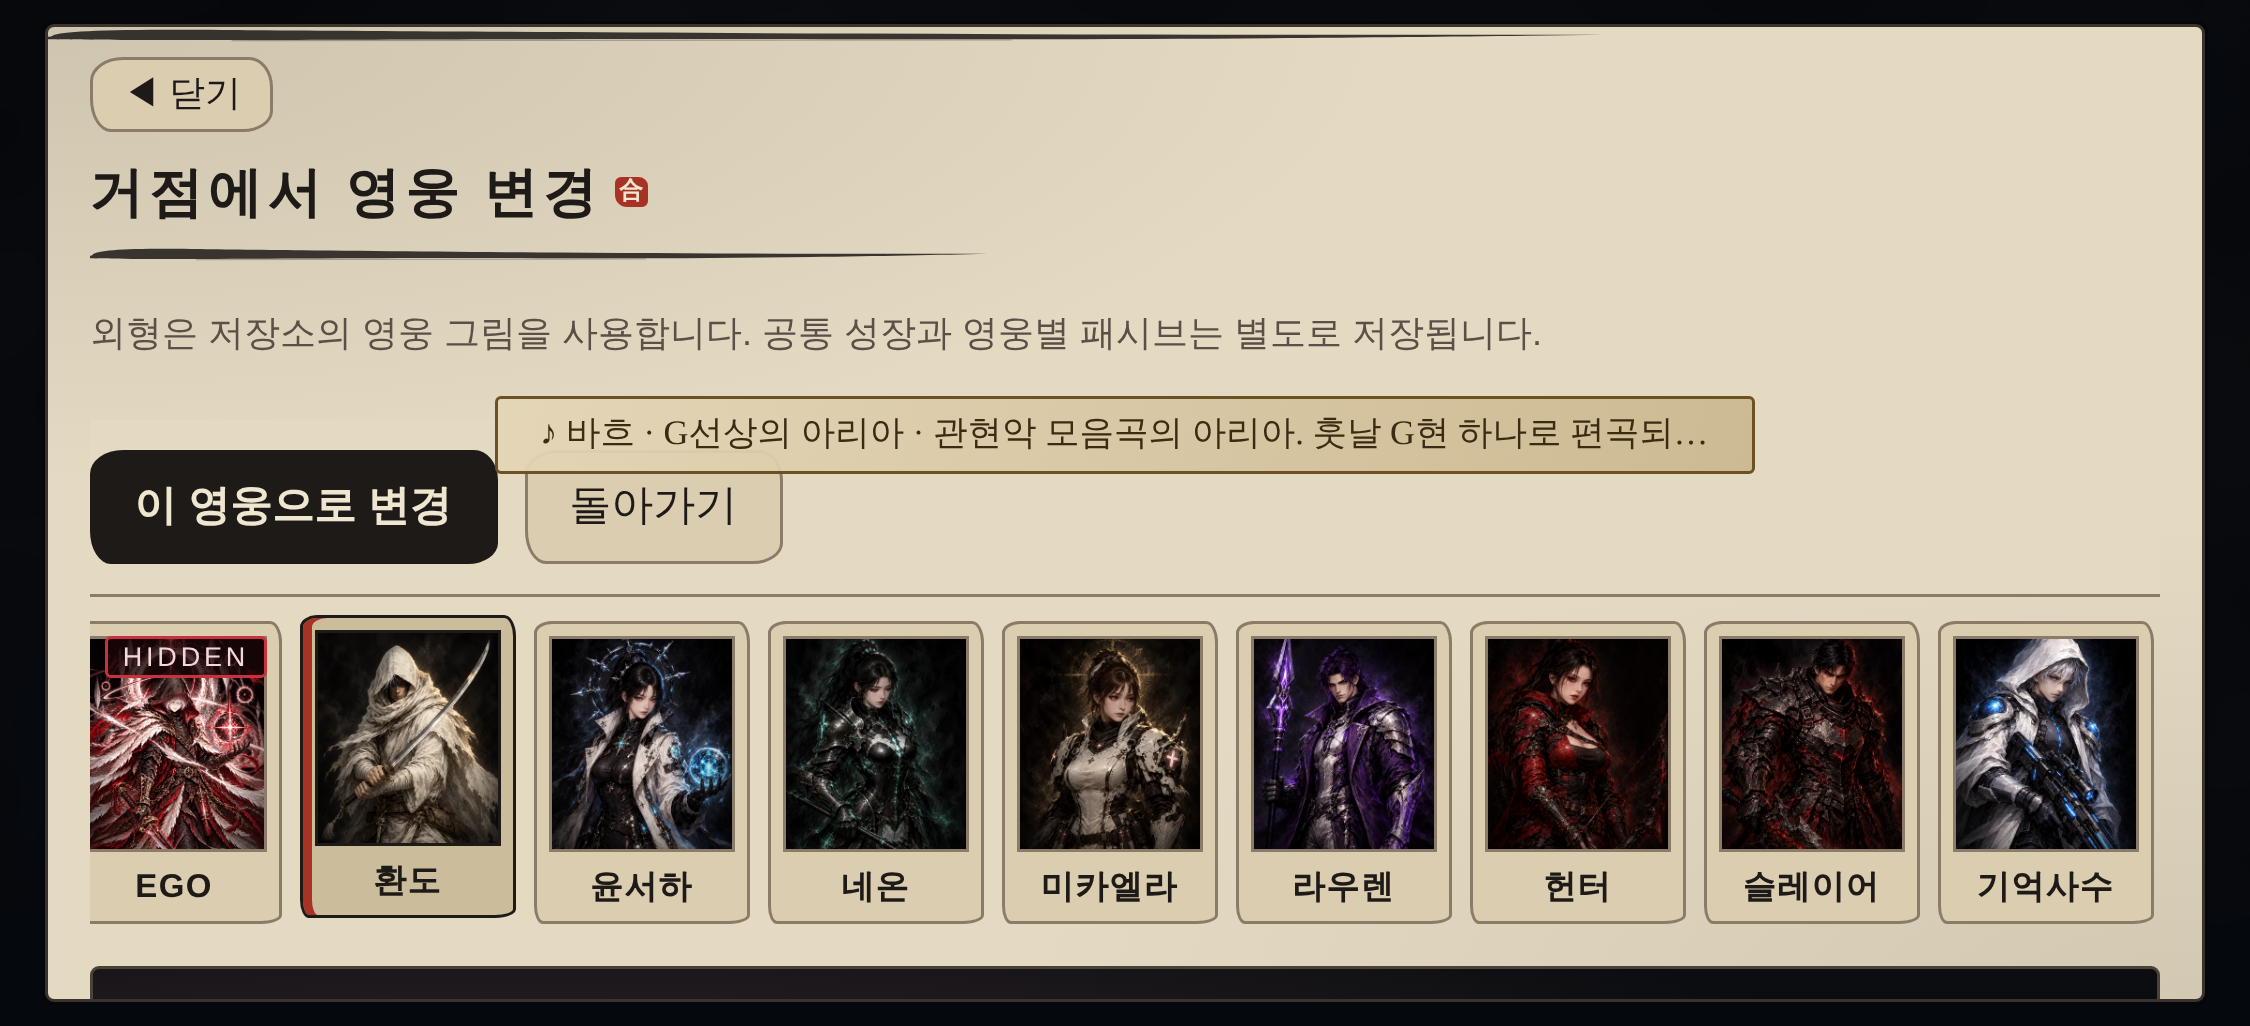 ◀ 닫기
거점에서 영웅 변경 合
외형은 저장소의 영웅 그림을 사용합니다. 공통 성장과 영웅별 패시브는 별도로 저장됩니다.
♪ 바흐 · G선상의 아리아 · 관현악 모음곡의 아리아. 훗날 G현 하나로 편곡되…
이 영웅으로 변경
돌아가기
HIDDEN
EGO
환도
윤서하
네온
미카엘라
라우렌
헌터
슬레이어
기억사수